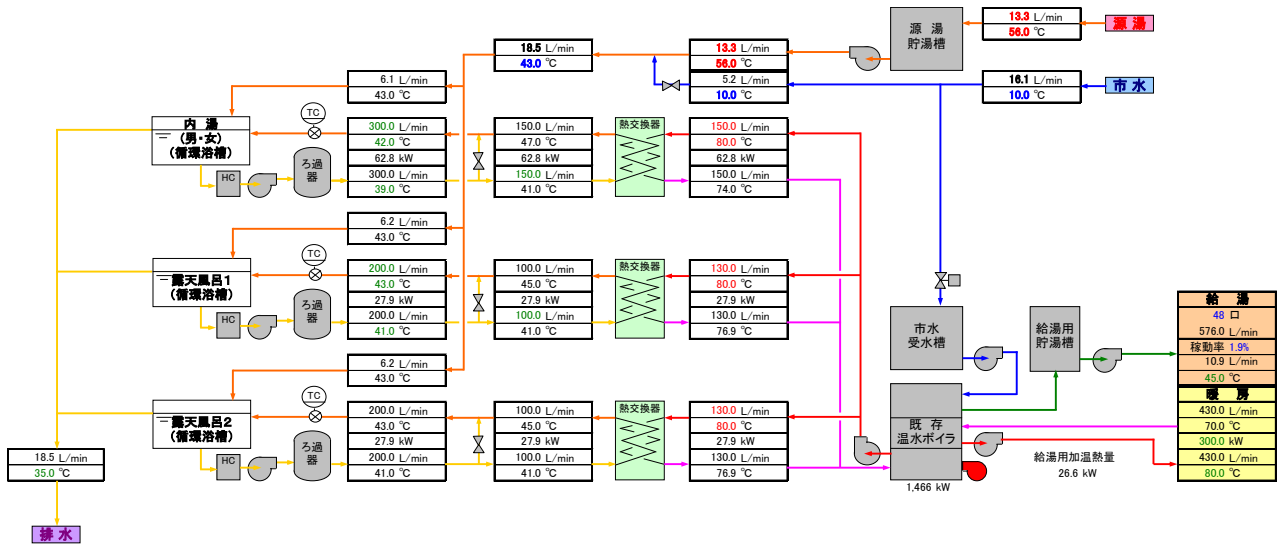 13.3 L/min
56.0 ℃
源 湯
源 湯
貯湯槽
18.5 L/min
43.0 ℃
13.3 L/min
56.0 ℃
5.2 L/min
10.0 ℃
16.1 L/min
10.0 ℃
市 水
6.1 L/min
43.0 ℃
内 湯
(男・女)
(循環浴槽)
TC
HC
ろ過
器
300.0 L/min
42.0 ℃
62.8 kW
300.0 L/min
39.0 ℃
150.0 L/min
47.0 ℃
62.8 kW
150.0 L/min
41.0 ℃
熱交換器
150.0 L/min
80.0 ℃
62.8 kW
150.0 L/min
74.0 ℃
6.2 L/min
43.0 ℃
露天風呂1
(循環浴槽)
TC
HC
ろ過
器
200.0 L/min
43.0 ℃
27.9 kW
200.0 L/min
41.0 ℃
100.0 L/min
45.0 ℃
27.9 kW
100.0 L/min
41.0 ℃
熱交換器
130.0 L/min
80.0 ℃
27.9 kW
130.0 L/min
76.9 ℃
6.2 L/min
43.0 ℃
露天風呂2
(循環浴槽)
TC
HC
ろ過
器
200.0 L/min
43.0 ℃
27.9 kW
200.0 L/min
41.0 ℃
100.0 L/min
45.0 ℃
27.9 kW
100.0 L/min
41.0 ℃
熱交換器
130.0 L/min
80.0 ℃
27.9 kW
130.0 L/min
76.9 ℃
市水
受水槽
給湯用
貯湯槽
既 存
温水ボイラ
1,466 kW
給湯用加温熱量
26.6 kW
給 湯
48 口
576.0 L/min
稼動率 1.9%
10.9 L/min
45.0 ℃
暖 房
430.0 L/min
70.0 ℃
300.0 kW
430.0 L/min
80.0 ℃
18.5 L/min
35.0 ℃
排 水